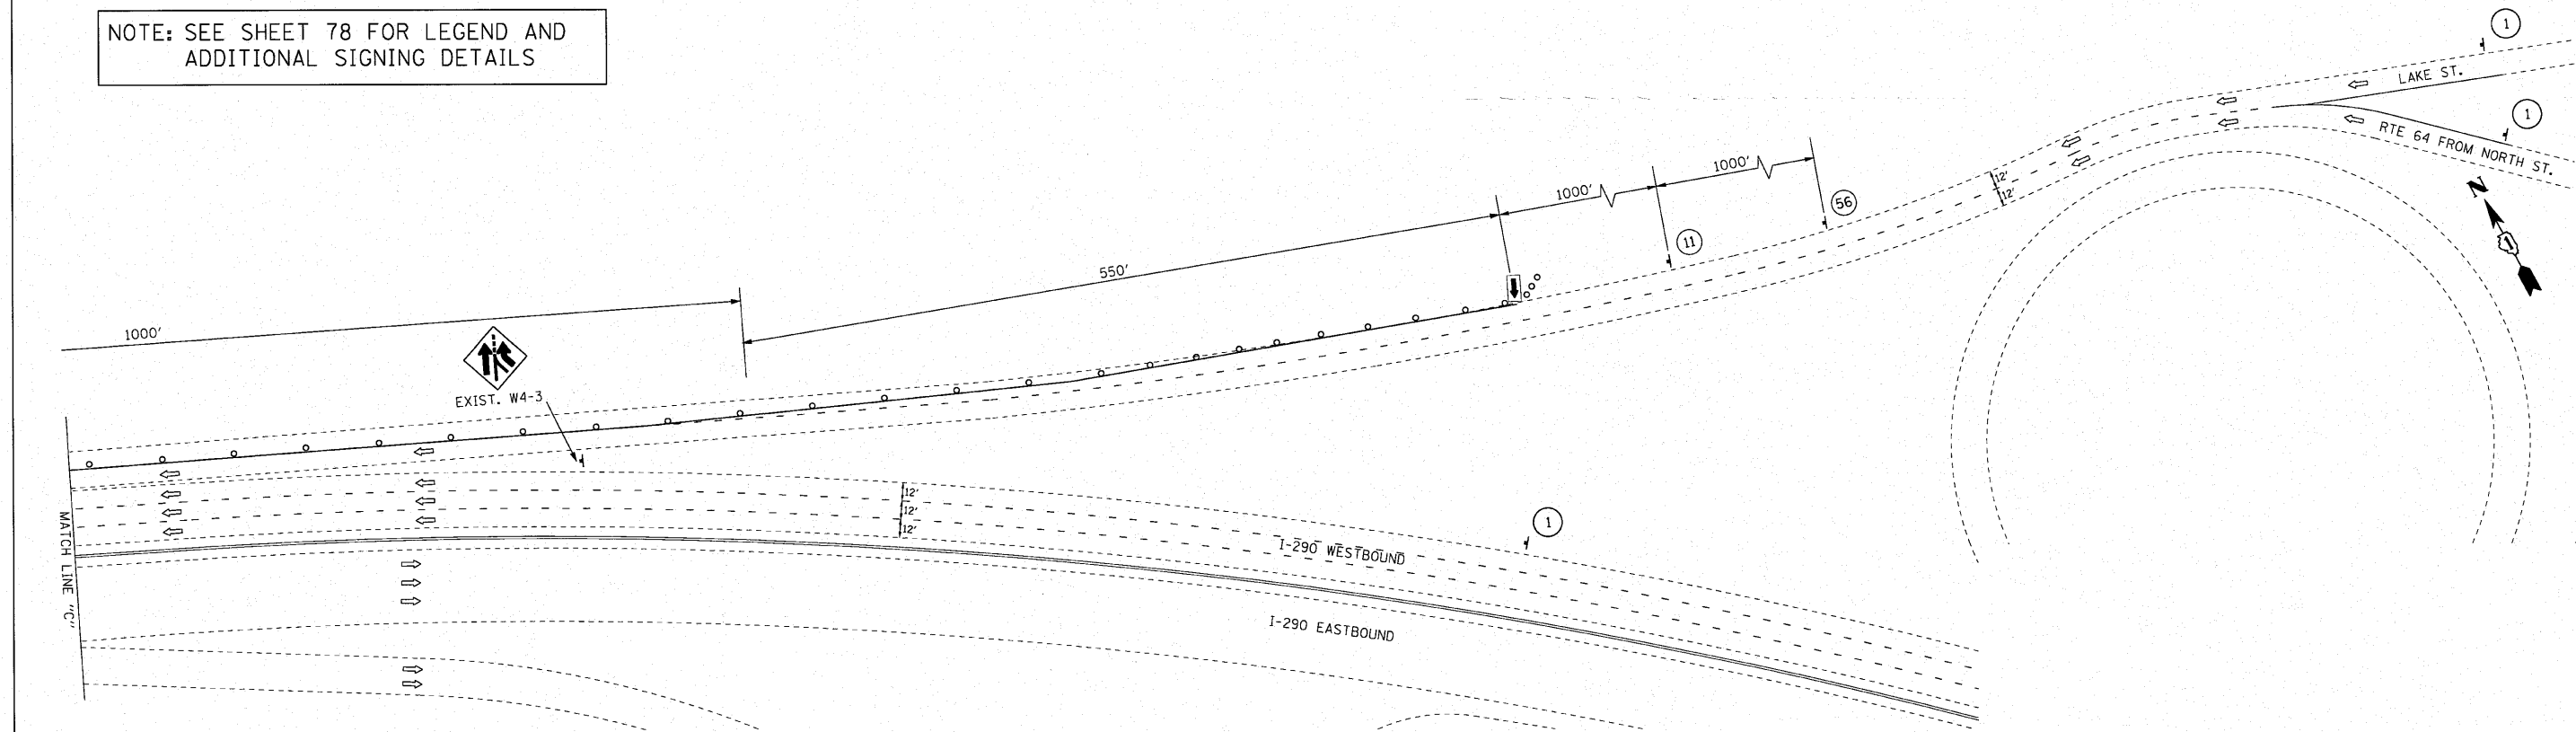 NOTE: SEE SHEET 78 FOR LEGEND AND
ADDITIONAL SIGNING DETAILS
1
LAKE ST.
1
RTE 64 FROM NORTH ST.
N
1
12'
12'
1000'
1000'
56
11
550'
1000'
EXIST. W4-3
12'
12'
12'
1
I-290 WESTBOUND
I-290 EASTBOUND
MATCH LINE "C"